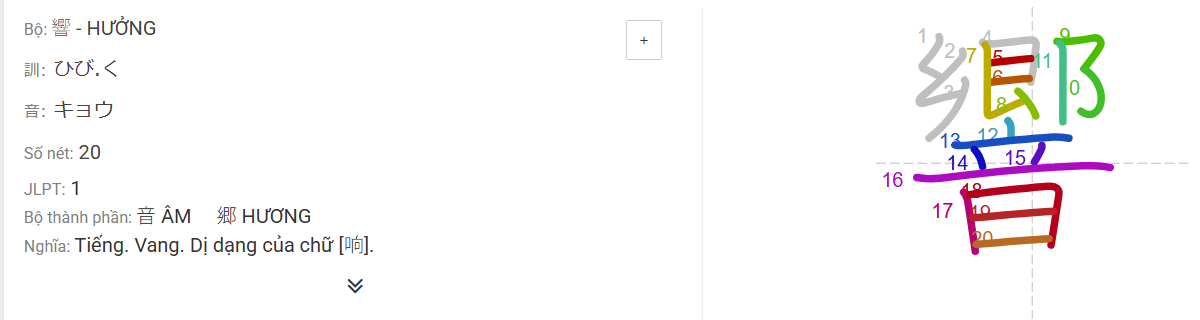 Bộ: 響 - HƯỞNG
+
訓: ひび.く
音: キョウ
Số nét: 20
JLPT: 1
Bộ thành phần: 音 ÂM 郷 HƯƠNG
Nghĩa: Tiếng. Vang. Dị dạng của chữ [响].
響
1
2
3
4
5
6
7
8
9
0
11
12
13
14
15
16
17
18
19
20